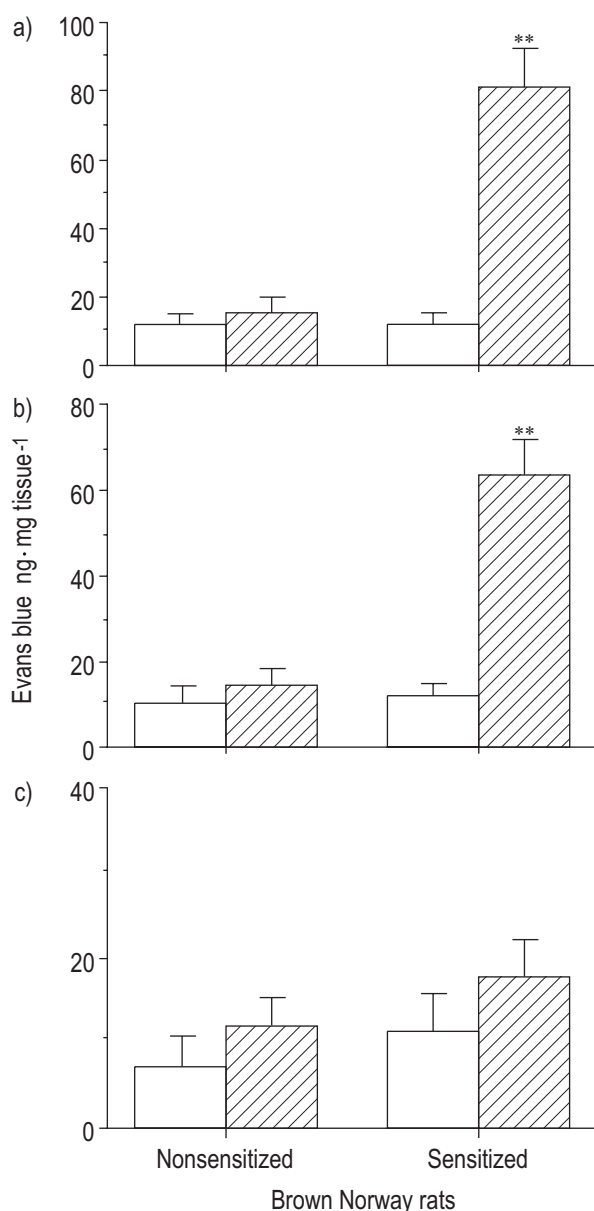 a)
100
80
60
40
20
0
**
b)
80
60
40
20
0
**
Evans blue ng·mg tissue-1
c)
40
20
0
Nonsensitized
Sensitized
Brown Norway rats